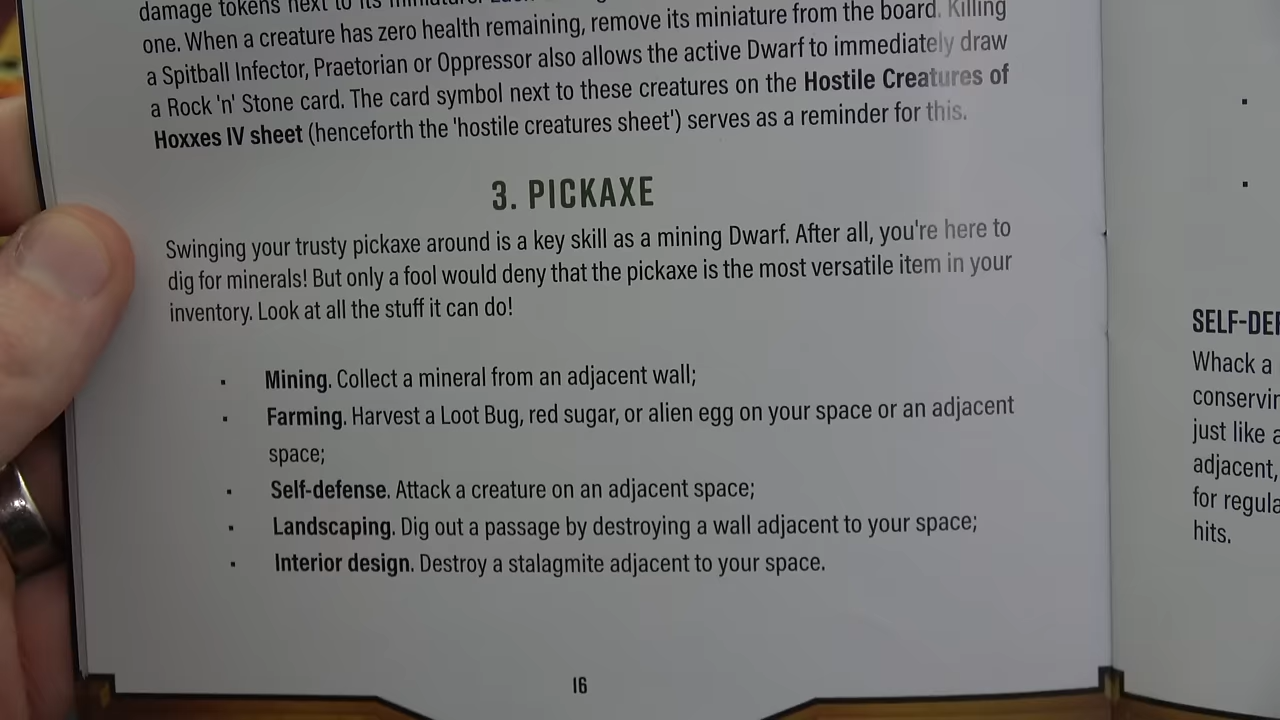 damage tokens next to its miniature.
one. When a creature has zero health remaining, remove its miniature from the board. Killing
a Spitball Infector, Praetorian or Oppressor also allows the active Dwarf to immediately draw
a Rock 'n' Stone card. The card symbol next to these creatures on the Hostile Creatures of
Hoxxes IV sheet (henceforth the 'hostile creatures sheet') serves as a reminder for this.
3. PICKAXE
Swinging your trusty pickaxe around is a key skill as a mining Dwarf. After all, you're here to
dig for minerals! But only a fool would deny that the pickaxe is the most versatile item in your
inventory. Look at all the stuff it can do!
· Mining. Collect a mineral from an adjacent wall;
· Farming. Harvest a Loot Bug, red sugar, or alien egg on your space or an adjacent
space;
· Self-defense. Attack a creature on an adjacent space;
· Landscaping. Dig out a passage by destroying a wall adjacent to your space;
· Interior design. Destroy a stalagmite adjacent to your space.
16
SELF-DEF
Whack a
conservin
just like a
adjacent,
for regula
hits.